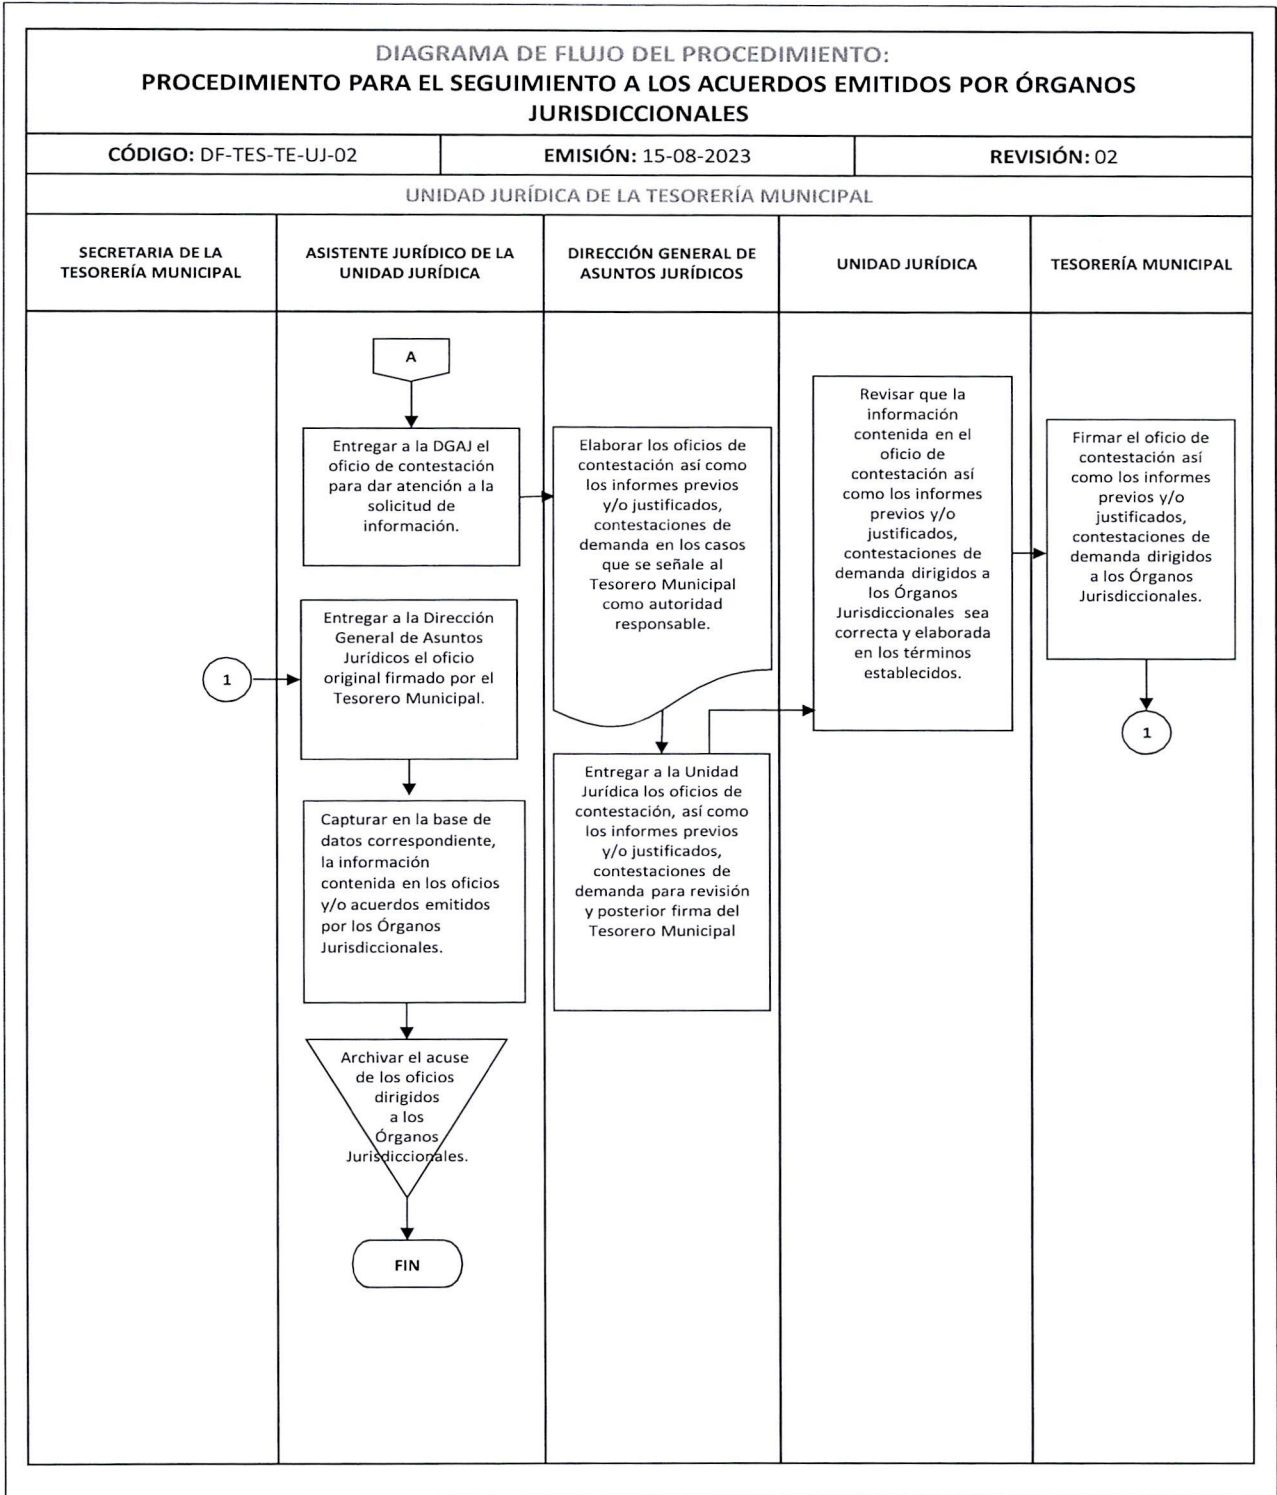 DIAGRAMA DE FLUJO DEL PROCEDIMIENTO:
PROCEDIMIENTO PARA EL SEGUIMIENTO A LOS ACUERDOS EMITIDOS POR ÓRGANOS
JURISDICCIONALES
CÓDIGO: DF-TES-TE-UJ-02
EMISIÓN: 15-08-2023
REVISIÓN: 02
UNIDAD JURÍDICA DE LA TESORERÍA MUNICIPAL
SECRETARIA DE LA
TESORERÍA MUNICIPAL
ASISTENTE JURÍDICO DE LA
UNIDAD JURÍDICA
DIRECCIÓN GENERAL DE
ASUNTOS JURÍDICOS
UNIDAD JURÍDICA
TESORERÍA MUNICIPAL
A
Entregar a la DGAJ el
oficio de contestación
para dar atención a la
solicitud de
información.
Elaborar los oficios de
contestación así como
los informes previos
y/o justificados,
contestaciones de
demanda en los casos
que se señale al
Tesorero Municipal
como autoridad
responsable.
Entregar a la Unidad
Jurídica los oficios de
contestación, así como
los informes previos
y/o justificados,
contestaciones de
demanda para revisión
y posterior firma del
Tesorero Municipal
Revisar que la
información
contenida en el
oficio de
contestación así
como los informes
previos y/o
justificados,
contestaciones de
demanda dirigidos a
los Órganos
Jurisdiccionales sea
correcta y elaborada
en los términos
establecidos.
Firmar el oficio de
contestación así
como los informes
previos y/o
justificados,
contestaciones de
demanda dirigidos
a los Órganos
Jurisdiccionales.
1
1
Entregar a la Dirección
General de Asuntos
Jurídicos el oficio
original firmado por el
Tesorero Municipal.
Capturar en la base de
datos correspondiente,
la información
contenida en los oficios
y/o acuerdos emitidos
por los Órganos
Jurisdiccionales.
Archivar el acuse
de los oficios
dirigidos
a los
Órganos
Jurisdiccionales.
FIN